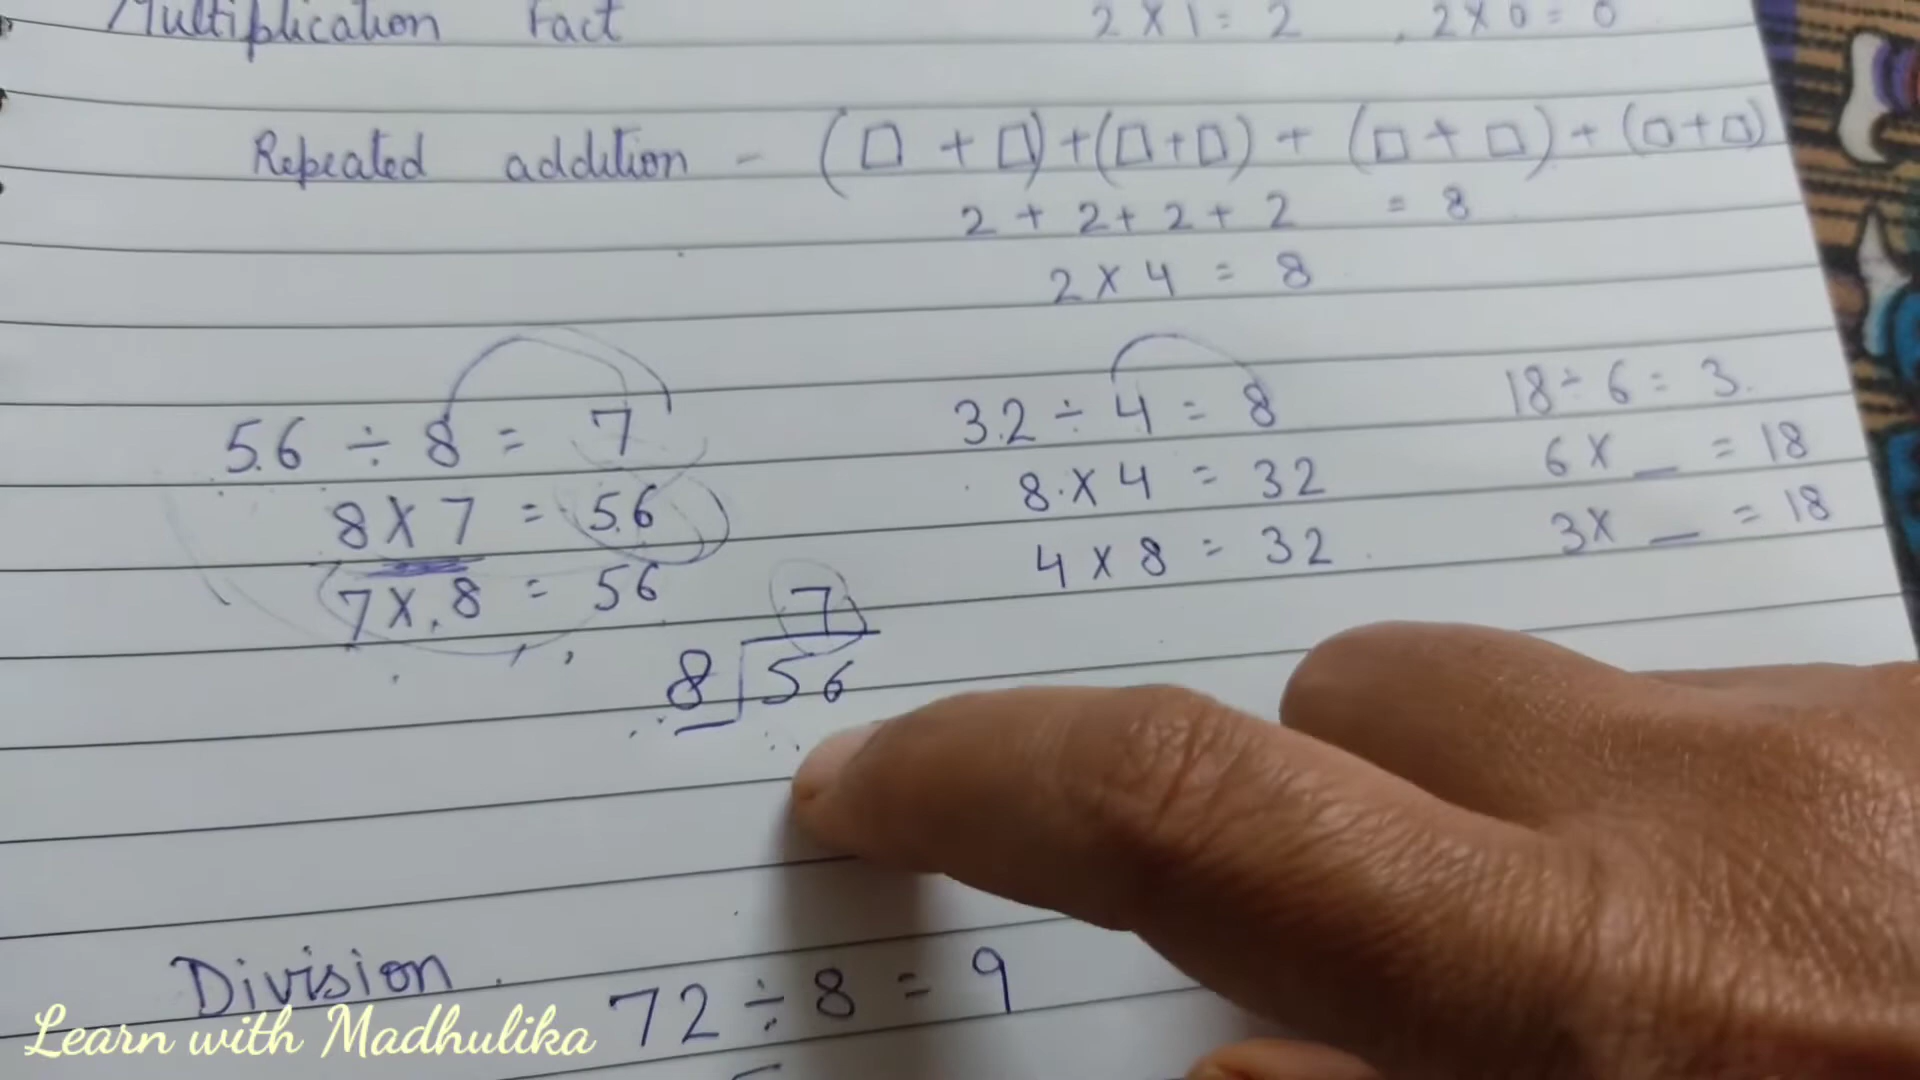 Multiplication Fact 2 X 1 = 2 , 2 X 0 = 0
Repeated addition - (□ + □) + (□ + □) + (□ + □) + (□ + □)
2 + 2 + 2 + 2 = 8
2 X 4 = 8
56 ÷ 8 = 7
8 X 7 = 56
7 X 8 = 56
7
8 56
32 ÷ 4 = 8
8 X 4 = 32
4 X 8 = 32
18 ÷ 6 = 3.
6 X _ = 18
3 X _ = 18
Division
72 ÷ 8 = 9
Learn with Madhulika